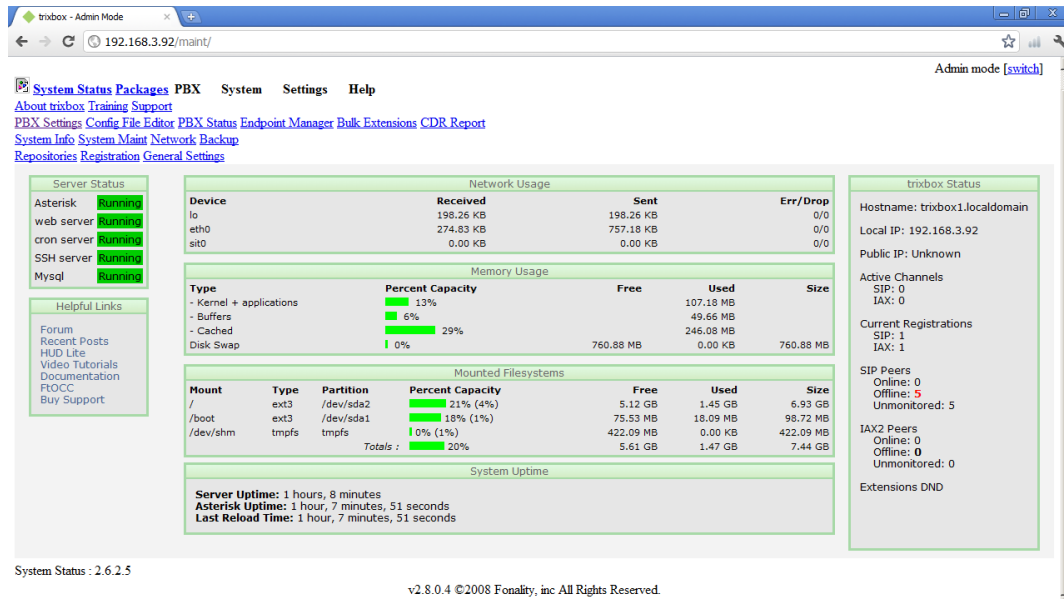 trixbox - Admin Mode
192.168.3.92/maint/
Admin mode [switch]
System Status Packages PBX System Settings Help
About trixbox Training Support
PBX Settings Config File Editor PBX Status Endpoint Manager Bulk Extensions CDR Report
System Info System Maint Network Backup
Repositories Registration General Settings
Server Status
Asterisk Running
web server Running
cron server Running
SSH server Running
Mysql Running
Helpful Links
Forum
Recent Posts
HUD Lite
Video Tutorials
Documentation
FtOCC
Buy Support
Network Usage
Device Received Sent Err/Drop
lo 198.26 KB 198.26 KB 0/0
eth0 274.83 KB 757.18 KB 0/0
sit0 0.00 KB 0.00 KB 0/0
Memory Usage
Type Percent Capacity Free Used Size
- Kernel + applications 13% 107.18 MB
- Buffers 6% 49.66 MB
- Cached 29% 246.08 MB
Disk Swap 0% 760.88 MB 0.00 KB 760.88 MB
Mounted Filesystems
Mount Type Partition Percent Capacity Free Used Size
/ ext3 /dev/sda2 21% (4%) 5.12 GB 1.45 GB 6.93 GB
/boot ext3 /dev/sda1 18% (1%) 75.53 MB 18.09 MB 98.72 MB
/dev/shm tmpfs tmpfs 0% (1%) 422.09 MB 0.00 KB 422.09 MB
Totals : 20% 5.61 GB 1.47 GB 7.44 GB
System Uptime
Server Uptime: 1 hours, 8 minutes
Asterisk Uptime: 1 hour, 7 minutes, 51 seconds
Last Reload Time: 1 hour, 7 minutes, 51 seconds
trixbox Status
Hostname: trixbox1.localdomain
Local IP: 192.168.3.92
Public IP: Unknown
Active Channels
SIP: 0
IAX: 0
Current Registrations
SIP: 1
IAX: 1
SIP Peers
Online: 0
Offline: 5
Unmonitored: 5
IAX2 Peers
Online: 0
Offline: 0
Unmonitored: 0
Extensions DND
System Status : 2.6.2.5
v2.8.0.4 ©2008 Fonality, inc All Rights Reserved.